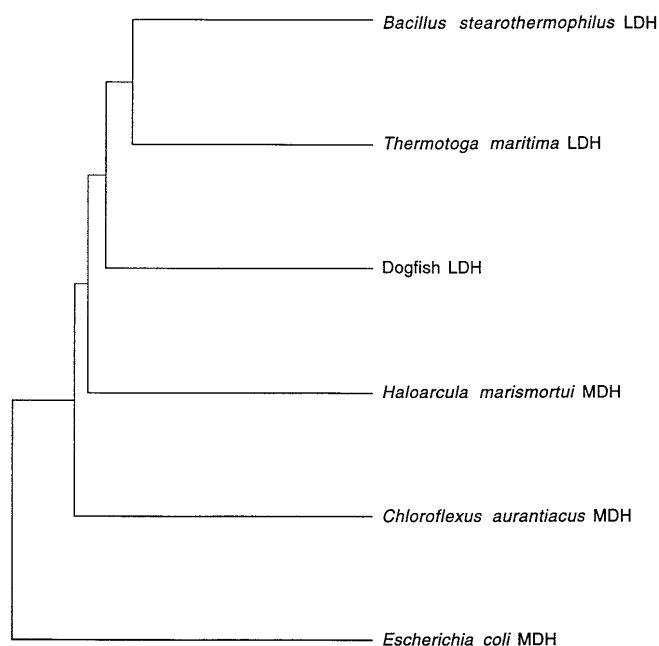 Bacillus stearothermophilus LDH
Thermotoga maritima LDH
Dogfish LDH
Haloarcula marismortui MDH
Chloroflexus aurantiacus MDH
Escherichia coli MDH